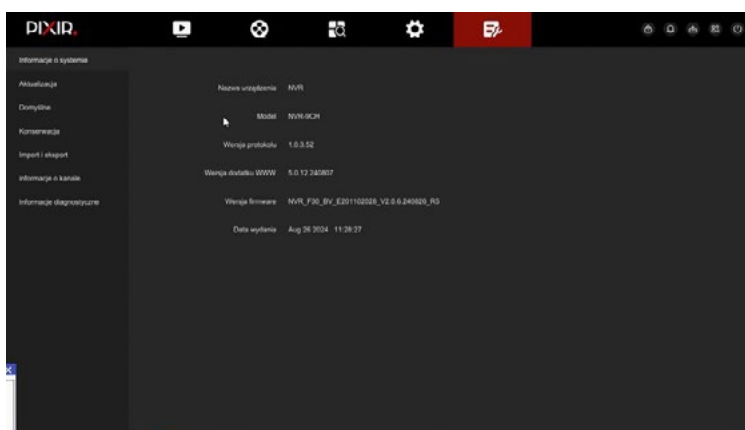 PIXIR.
Informacje o systemie
Aktualizacja
Domyślne
Konserwacja
Import i eksport
informacje o kanale
Informacje diagnostyczne
Nazwa urządzenia NVR
Model NVR-9CH
Wersja protokołu 1.0.3.52
Wersja dodatku WWW 5.0.12.240807
Wersja firmware NVR_F30_BV_E201102028_V2.0.6.240826_R5
Data wydania Aug 26 2024 11:28:27